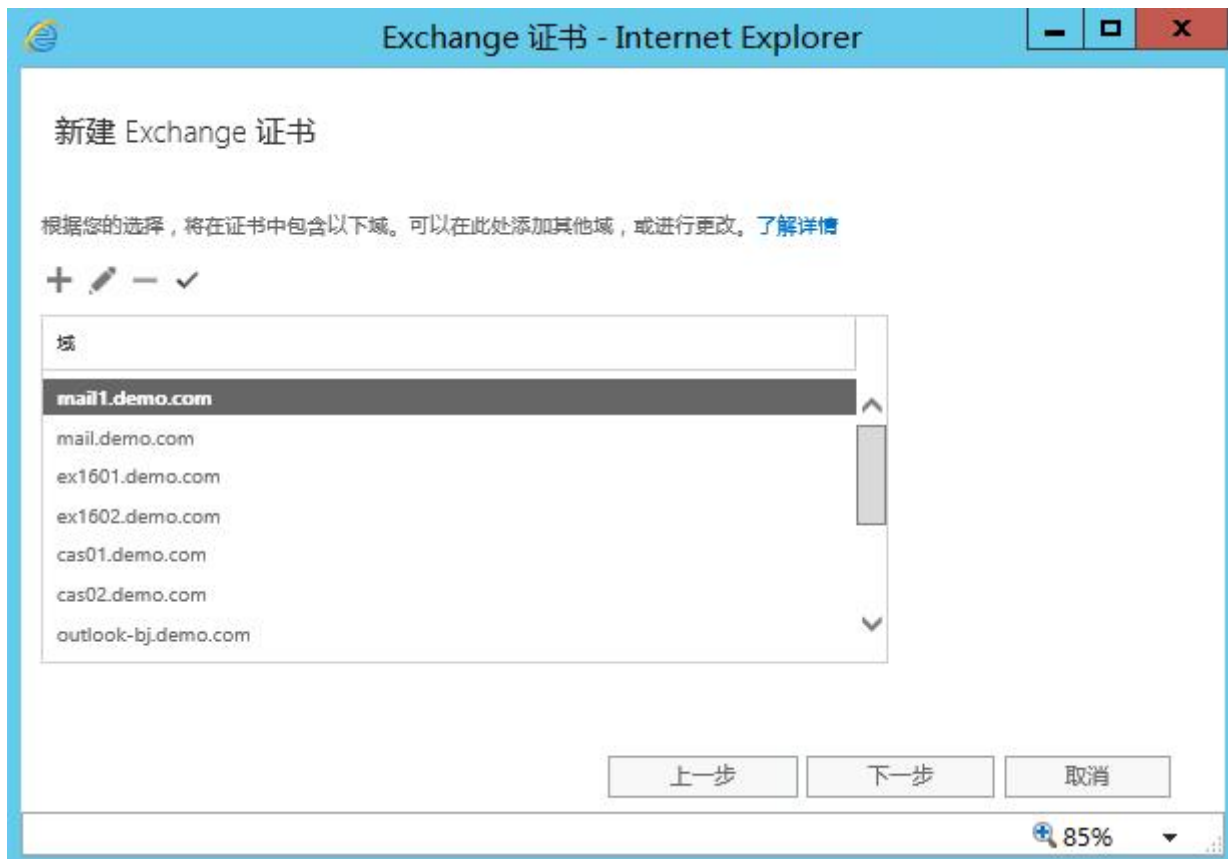 Exchange 证书 - Internet Explorer
新建 Exchange 证书
根据您的选择，将在证书中包含以下域。可以在此处添加其他域，或进行更改。了解详情
域
mail1.demo.com
mail.demo.com
ex1601.demo.com
ex1602.demo.com
cas01.demo.com
cas02.demo.com
outlook-bj.demo.com
上一步 下一步 取消
85%